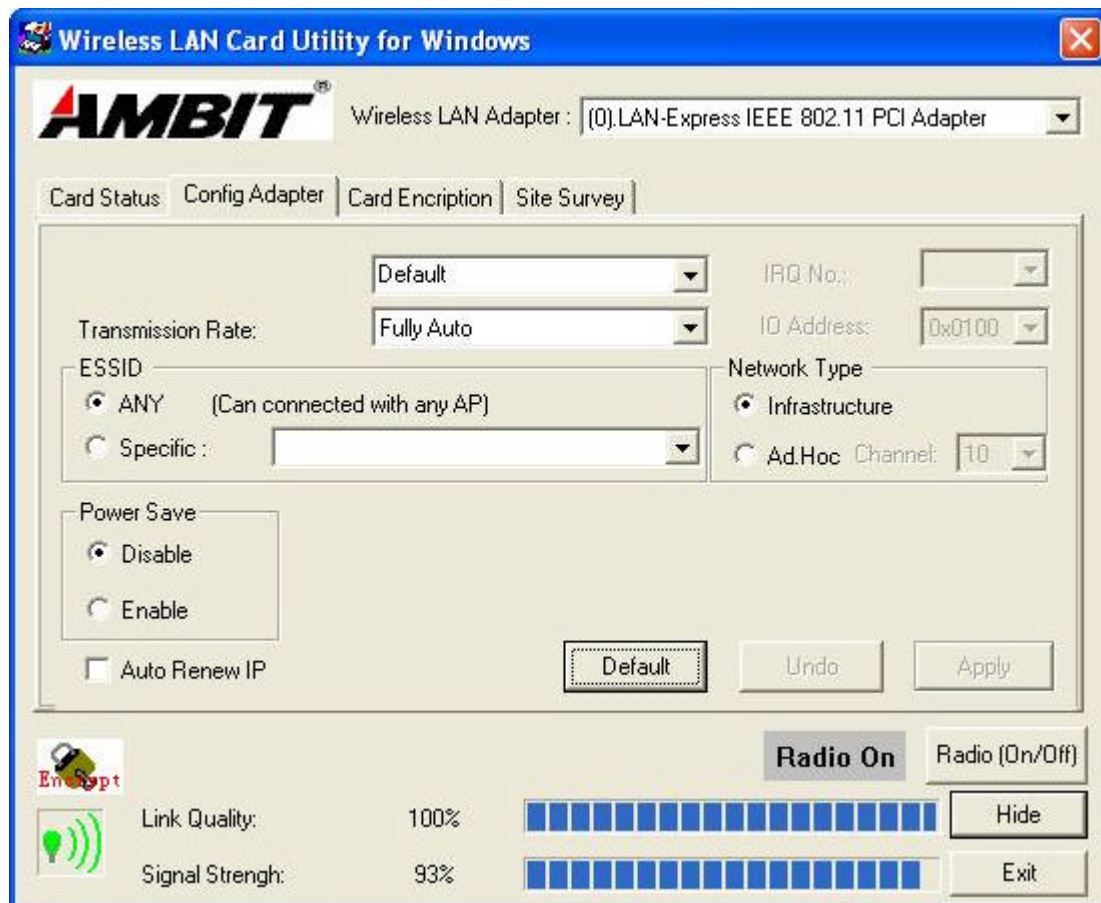 Wireless LAN Card Utility for Windows
AMBIT®
Wireless LAN Adapter : (0).LAN-Express IEEE 802.11 PCI Adapter
Card Status Config Adapter Card Encription Site Survey
Default IRQ No.:
Transmission Rate: Fully Auto IO Address: 0x0100
ESSID Network Type
ANY (Can connected with any AP) Infrastructure
Specific : Ad.Hoc Channel: 10
Power Save
Disable
Enable
Auto Renew IP Default Undo Apply
Encrypt Radio On Radio (On/Off)
Link Quality: 100% Hide
Signal Strengh: 93% Exit